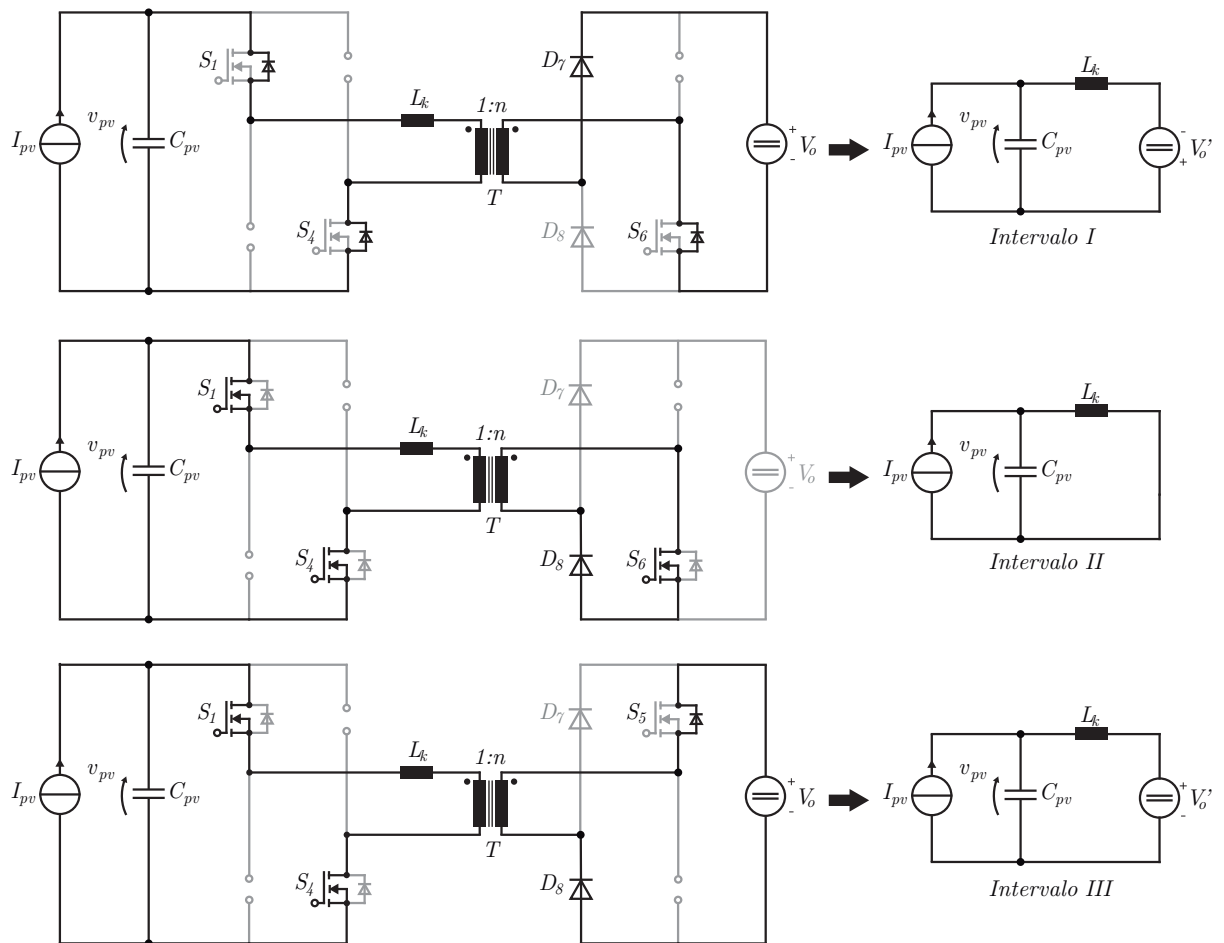 S1
D7
Lk
1:n
Lk
vpv
+
vpv
-
Ipv
Cpv
Vo
Ipv
Cpv
Vo'
-
+
T
S4
D8
S6
Intervalo I
S1
D7
Lk
1:n
Lk
vpv
+
vpv
Ipv
Cpv
Vo
Ipv
Cpv
-
T
S4
D8
S6
Intervalo II
S1
D7
S5
Lk
1:n
Lk
vpv
+
vpv
+
Ipv
Cpv
Vo
Ipv
Cpv
Vo'
-
-
T
S4
D8
Intervalo III